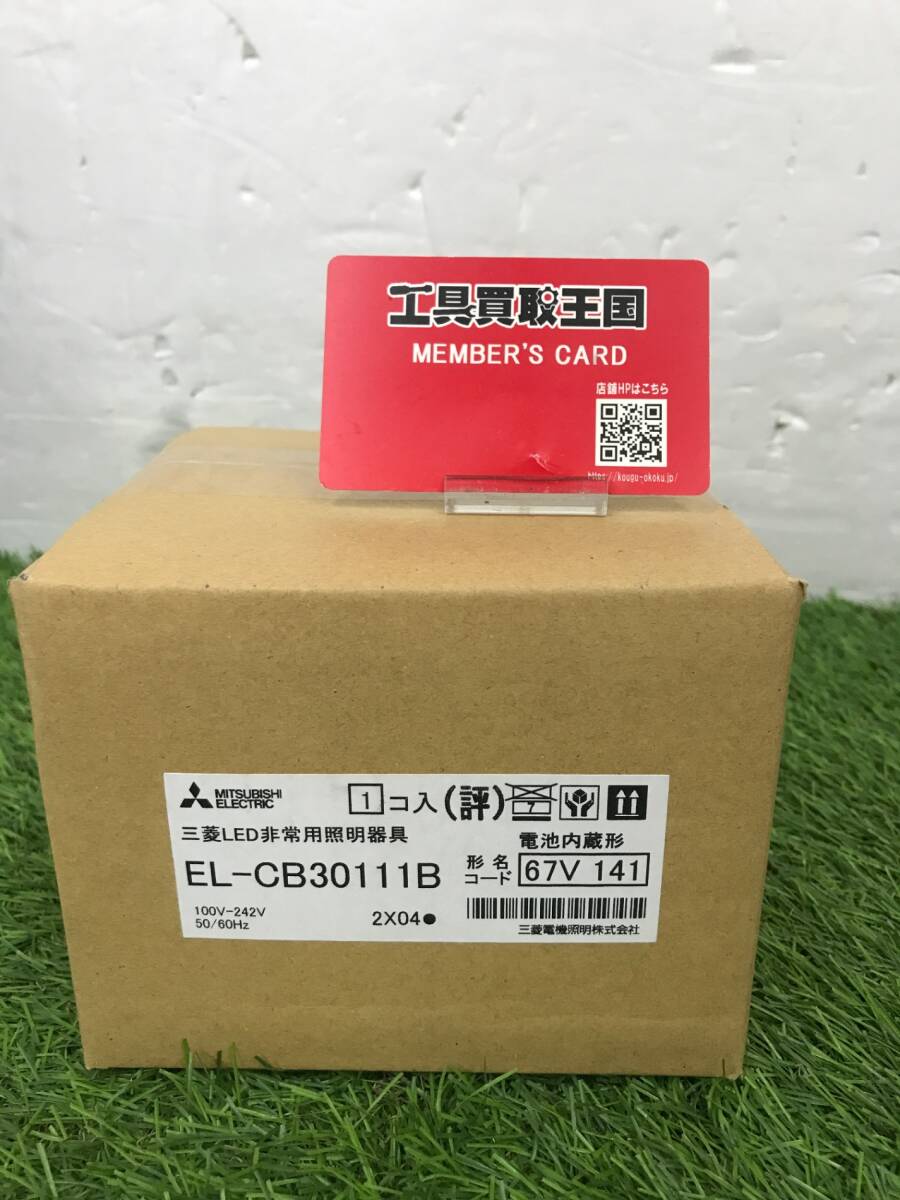 工具買取王国
MEMBER'S CARD
店舗HPはこちら
https://kougu-okoku.jp/
MITSUBISHI ELECTRIC
1コ入 (評) 7
三菱LED非常用照明器具
電池内蔵形
EL-CB30111B
形名コード 67V 141
100V-242V
50/60Hz
2X04●
三菱電機照明株式会社